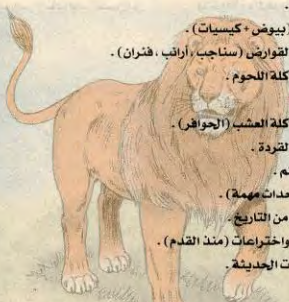 (بيوض + كيسيات) .
القوارض (سناجب ، أرانب ، فئران) .
كلة اللحوم .
كلة العشب (الحوافر) .
القردة .
م .
حداث مهمة) .
من التاريخ .
واختراعات (منذ القدم) .
ت الحديثة .